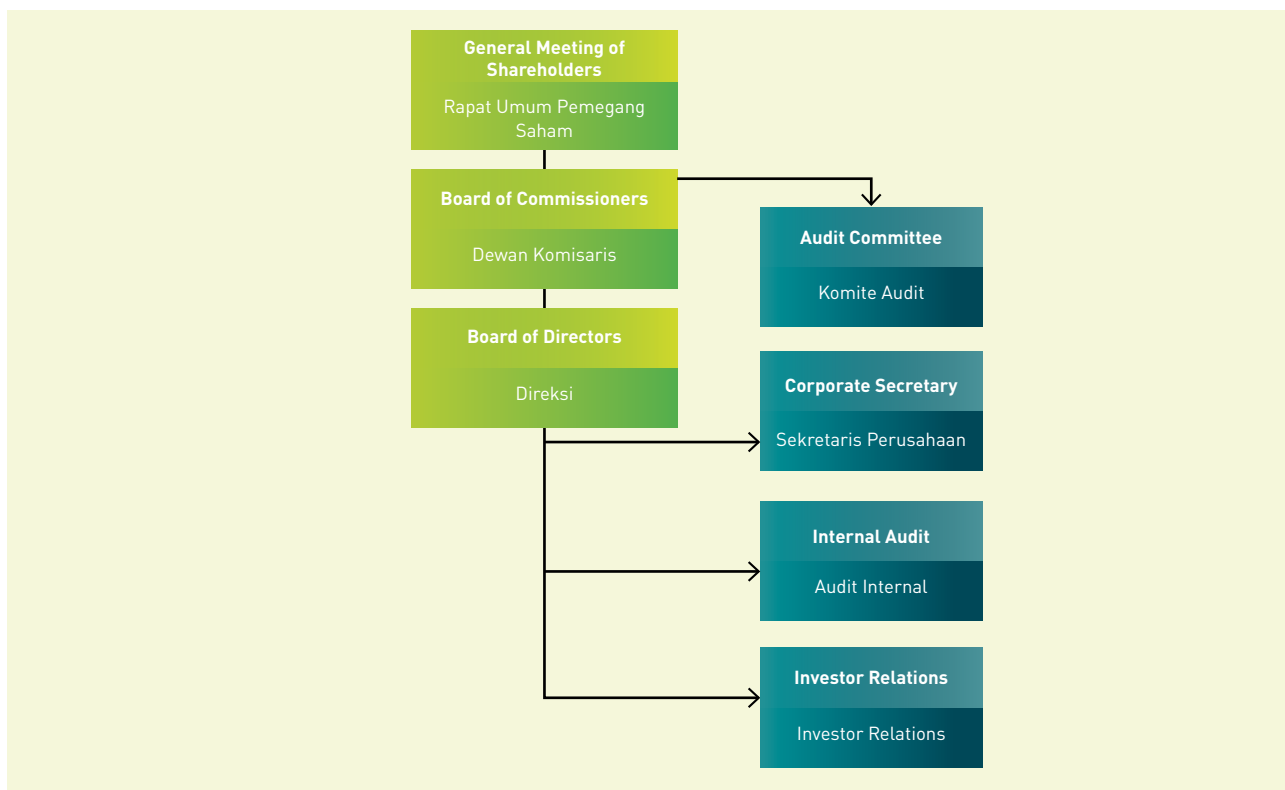 General Meeting of
Shareholders
Rapat Umum Pemegang
Saham
Board of Commissioners
Dewan Komisaris
Audit Committee
Komite Audit
Board of Directors
Direksi
Corporate Secretary
Sekretaris Perusahaan
Internal Audit
Audit Internal
Investor Relations
Investor Relations